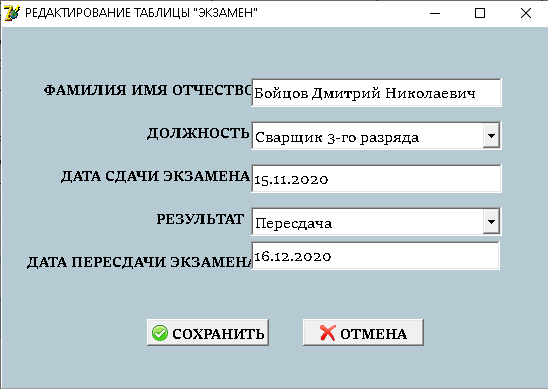 РЕДАКТИРОВАНИЕ ТАБЛИЦЫ "ЭКЗАМЕН"
ФАМИЛИЯ ИМЯ ОТЧЕСТВО Бойцов Дмитрий Николаевич
ДОЛЖНОСТЬ Сварщик 3-го разряда
ДАТА СДАЧИ ЭКЗАМЕНА 15.11.2020
РЕЗУЛЬТАТ Пересдача
ДАТА ПЕРЕСДАЧИ ЭКЗАМЕНА 16.12.2020
СОХРАНИТЬ ОТМЕНА